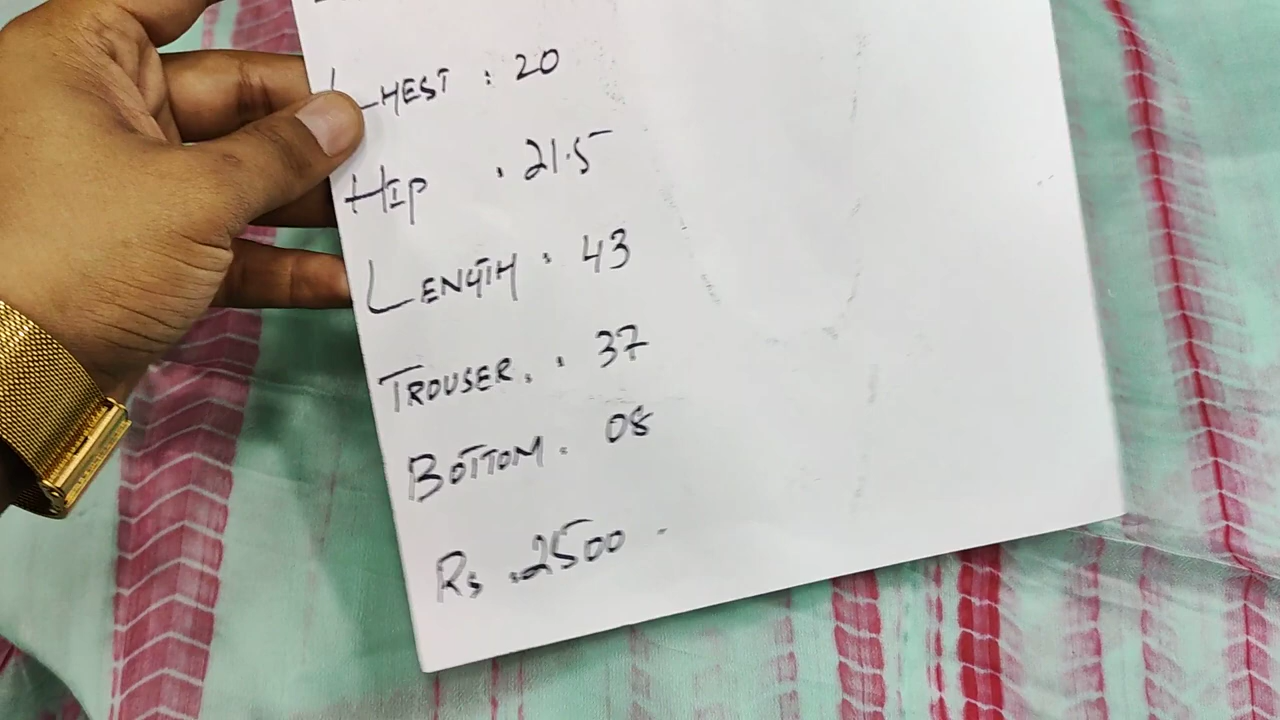 CHEST : 20
HIP : 21.5
LENGTH : 43
TROUSER. : 37
BOTTOM : 08
Rs .2500 -